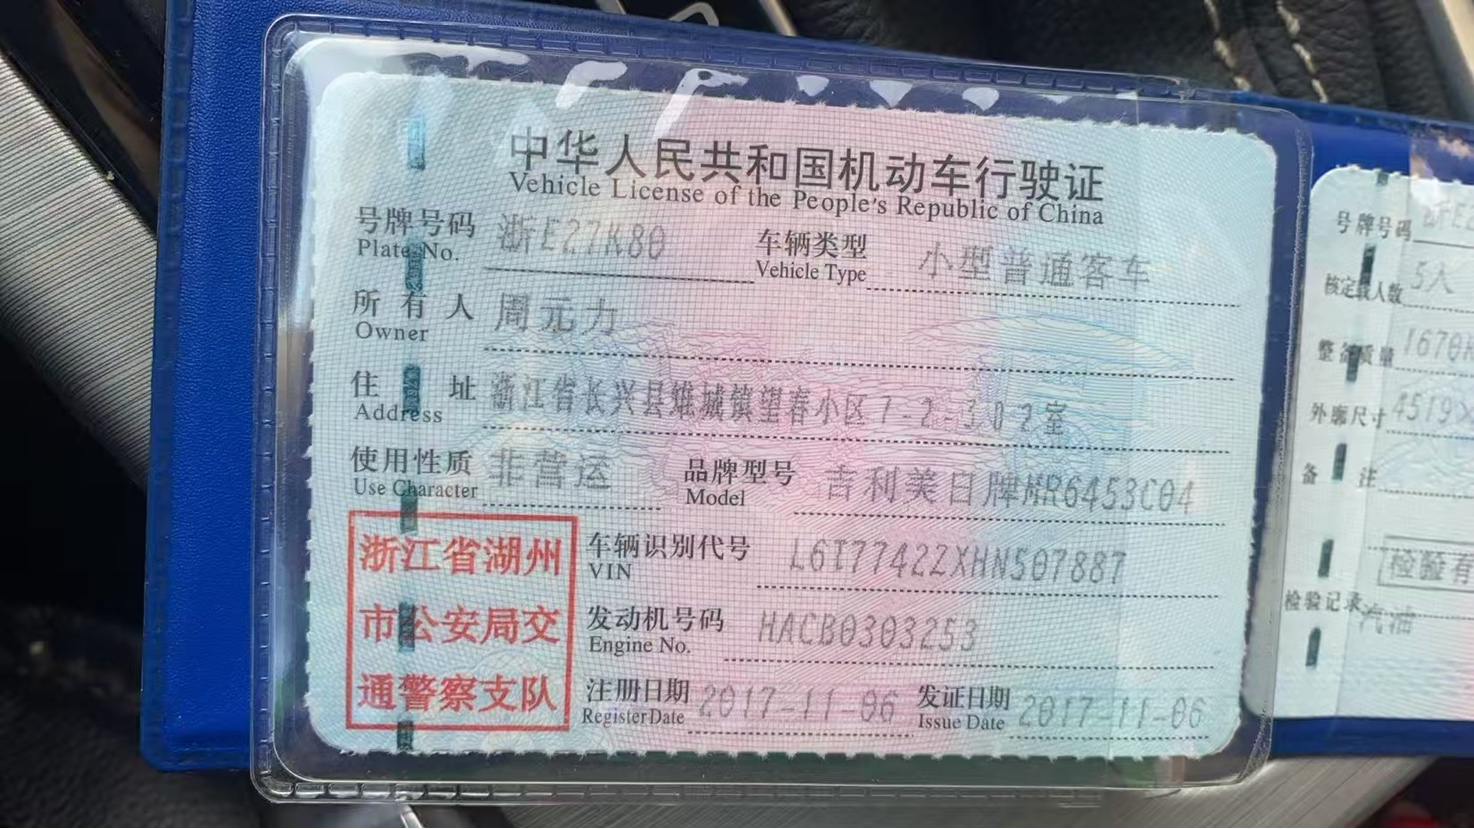 中华人民共和国机动车行驶证
Vehicle License of the People's Republic of China
号牌号码 浙E27K80 车辆类型 小型普通客车
Plate No. Vehicle Type
所有人 周元力
Owner
住址 浙江省长兴县雉城镇望春小区7-2-302室
Address
使用性质 非营运 品牌型号 吉利美日牌MR6453C04
Use Character Model
浙江省湖州
市公安局交
通警察支队
车辆识别代号 L6T7742ZXHN507887
VIN
发动机号码 HACB0303253
Engine No.
注册日期 2017-11-06 发证日期 2017-11-06
Register Date Issue Date
号牌号码 浙E
核定载人数 5人
整备质量 1670
外廓尺寸 4519×
备注
检验有
检验记录 汽油